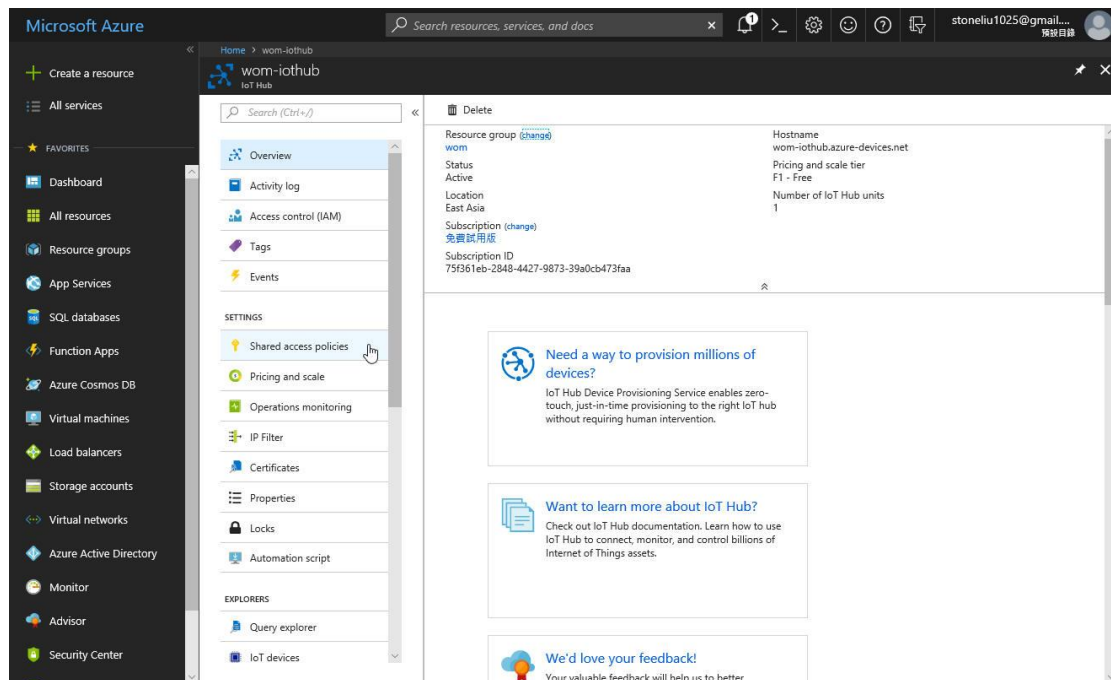 Microsoft Azure
Search resources, services, and docs
1
stoneliu1025@gmail....
預設目錄
Home > wom-iothub
wom-iothub
IoT Hub
Create a resource
All services
FAVORITES
Dashboard
All resources
Resource groups
App Services
SQL databases
Function Apps
Azure Cosmos DB
Virtual machines
Load balancers
Storage accounts
Virtual networks
Azure Active Directory
Monitor
Advisor
Security Center
Search (Ctrl+/)
Overview
Activity log
Access control (IAM)
Tags
Events
SETTINGS
Shared access policies
Pricing and scale
Operations monitoring
IP Filter
Certificates
Properties
Locks
Automation script
EXPLORERS
Query explorer
IoT devices
Delete
Resource group (change)
wom
Status
Active
Location
East Asia
Subscription (change)
免費試用版
Subscription ID
75f361eb-2848-4427-9873-39a0cb473faa
Hostname
wom-iothub.azure-devices.net
Pricing and scale tier
F1 - Free
Number of IoT Hub units
1
Need a way to provision millions of
devices?
IoT Hub Device Provisioning Service enables zero-
touch, just-in-time provisioning to the right IoT hub
without requiring human intervention.
Want to learn more about IoT Hub?
Check out IoT Hub documentation. Learn how to use
IoT Hub to connect, monitor, and control billions of
Internet of Things assets.
We'd love your feedback!
Your valuable feedback will help us to better